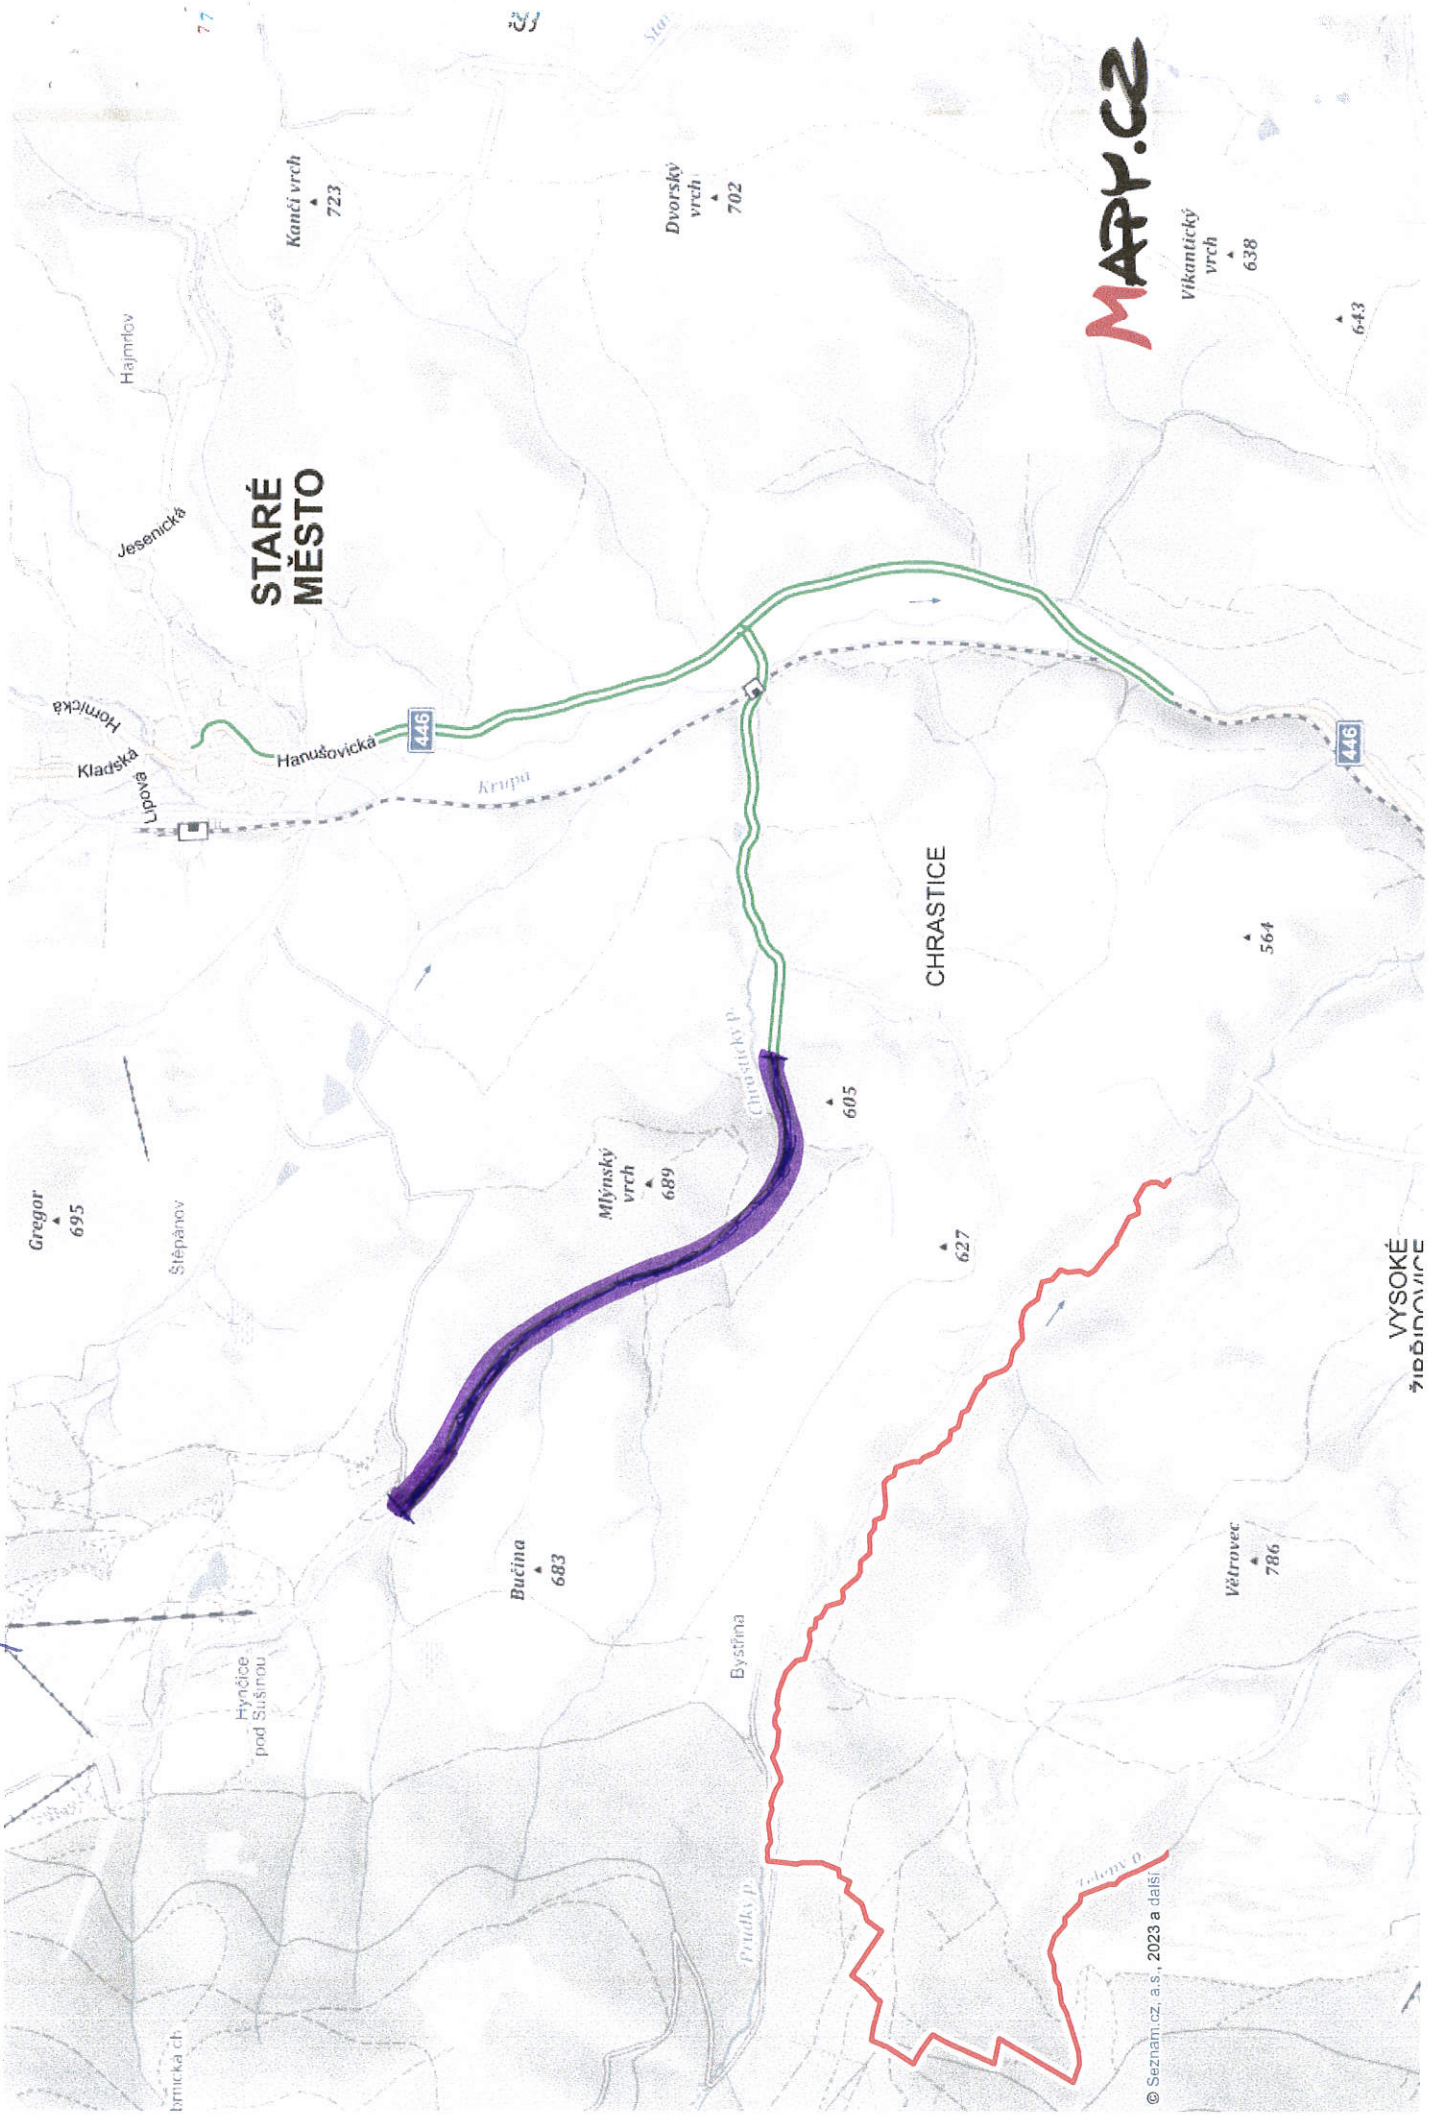 Gregor
695
Štěpánov
Hynčice
pod Sušinou
Bučina
683
Mlýnský
vrch
689
Bystřina
Prudký p.
Chrastický p.
605
627
CHRASTICE
564
Větrovec
786
VYSOKÉ
Lipová
Kladská
Hornická
Jesenická
Hajmrlov
STARÉ
MĚSTO
Hanušovická
446
Krupá
Kančí vrch
723
Dvorský
vrch
702
Vikantický
vrch
638
643
446
MAPY.CZ
© Seznam.cz, a.s., 2023 a další